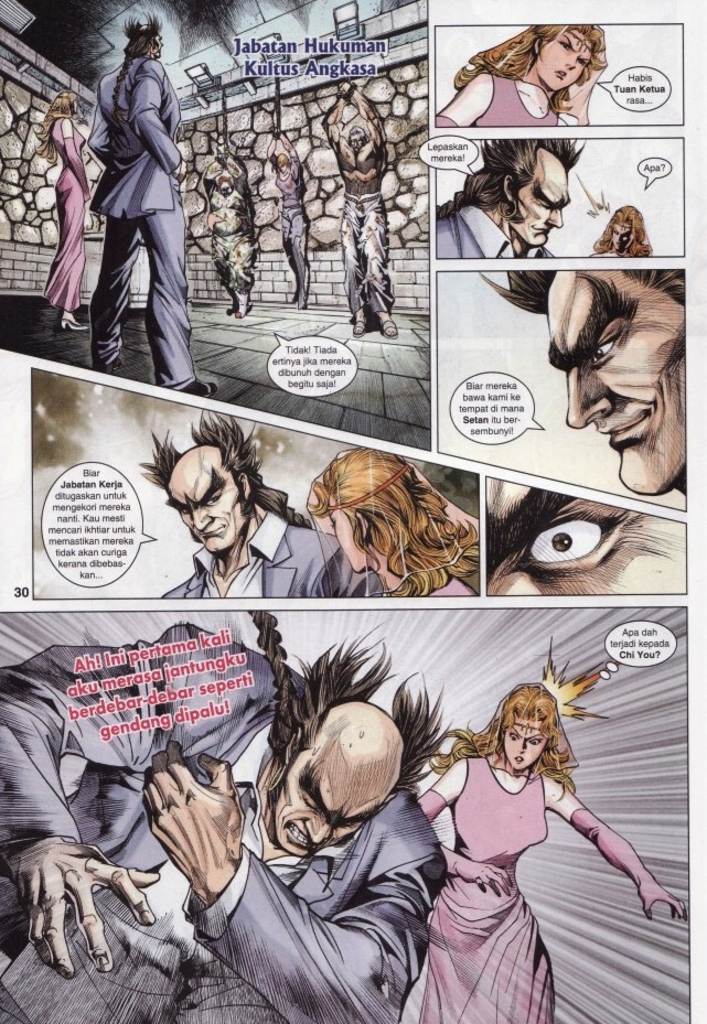 Jabatan Hukuman
Kultus Angkasa
Tidak! Tiada
ertinya jika mereka
dibunuh dengan
begitu saja!
Habis
Tuan Ketua
rasa...
Lepaskan
mereka!
Apa?
Biar mereka
bawa kami ke
tempat di mana
Setan itu ber-
sembunyi!
Biar
Jabatan Kerja
ditugaskan untuk
mengekori mereka
nanti. Kau mesti
mencari ikhtiar untuk
memastikan mereka
tidak akan curiga
kerana dibebas-
kan...
30
Ah! Ini pertama kali
aku merasa jantungku
berdebar-debar seperti
gendang dipalu!
Apa dah
terjadi kepada
Chi You?